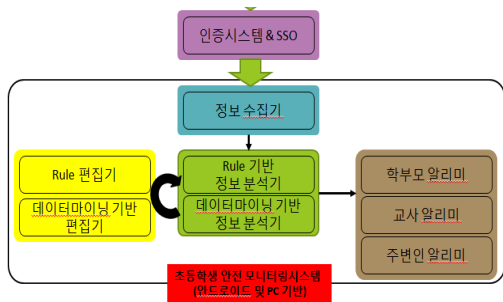 인증시스템 & SSO
정보 수집기
Rule 편집기
데이터마이닝 기반
편집기
Rule 기반
정보 분석기
데이터마이닝 기반
정보 분석기
학부모 알리미
교사 알리미
주변인 알리미
초등학생 안전 모니터링시스템
(안드로이드 및 PC 기반)